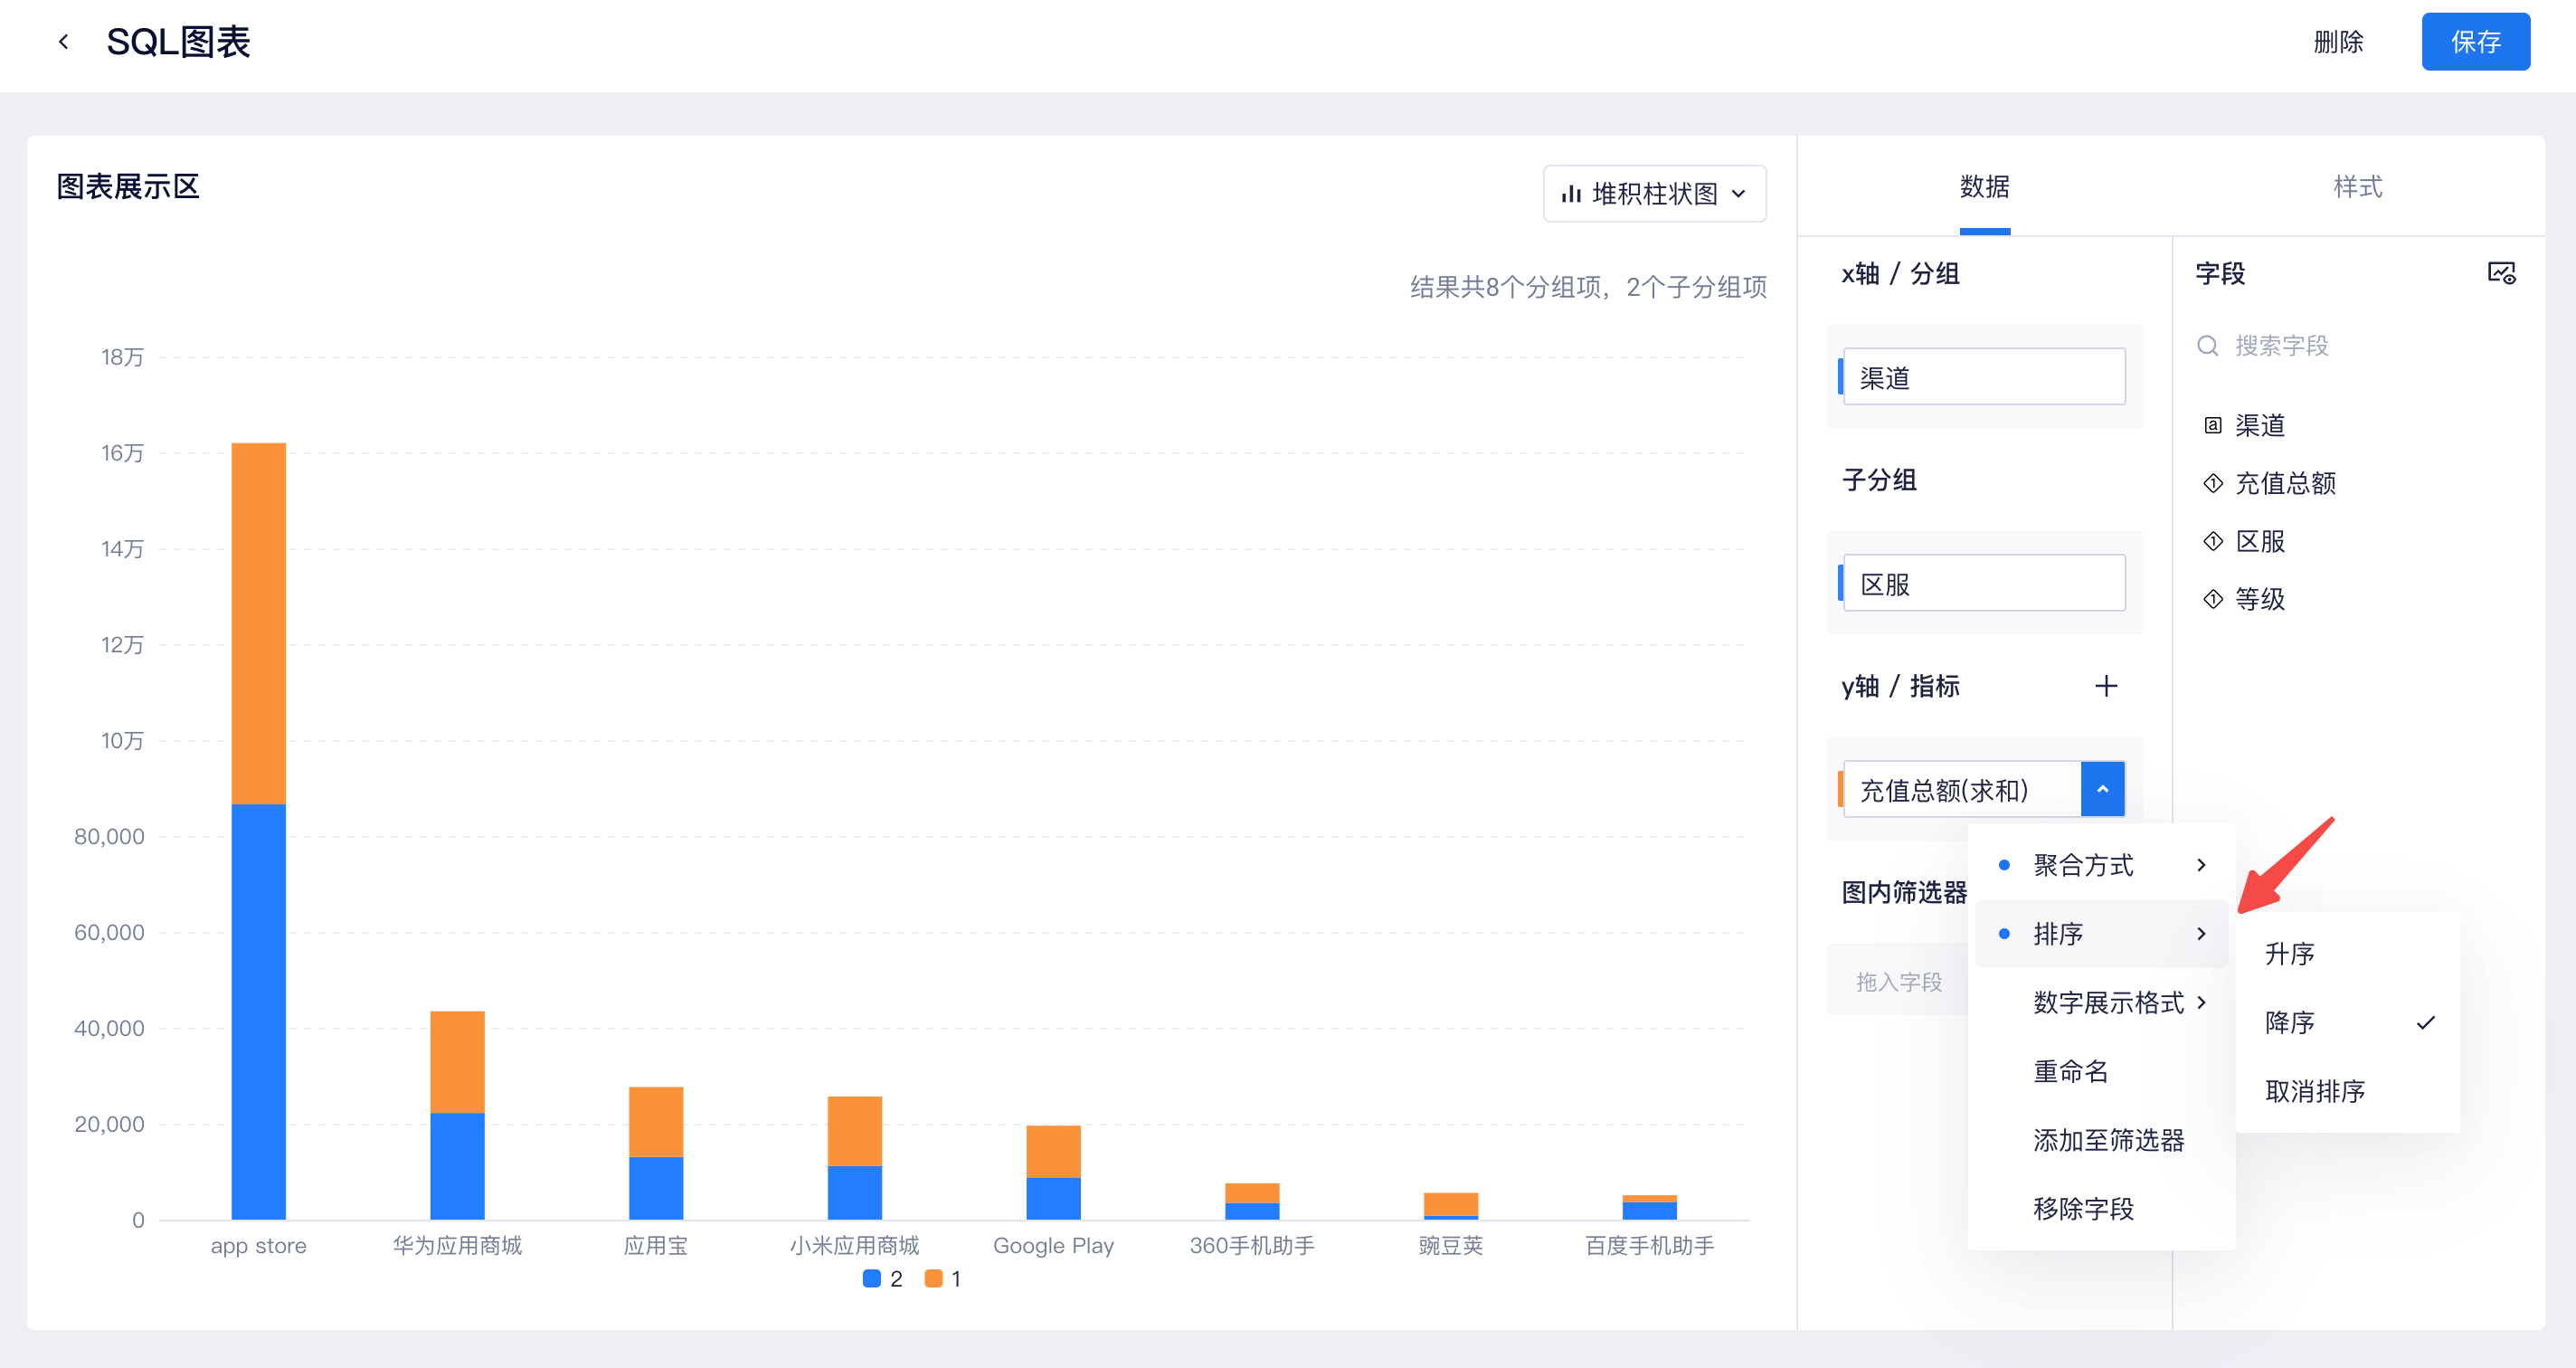 SQL图表
删除
保存
图表展示区
堆积柱状图
结果共8个分组项，2个子分组项
18万
16万
14万
12万
10万
80,000
60,000
40,000
20,000
0
app store
华为应用商城
应用宝
小米应用商城
Google Play
360手机助手
豌豆荚
百度手机助手
2
1
数据
样式
x轴 / 分组
渠道
子分组
区服
y轴 / 指标
充值总额(求和)
图内筛选器
拖入字段
聚合方式
排序
数字展示格式
重命名
添加至筛选器
移除字段
升序
降序
取消排序
字段
搜索字段
渠道
充值总额
区服
等级